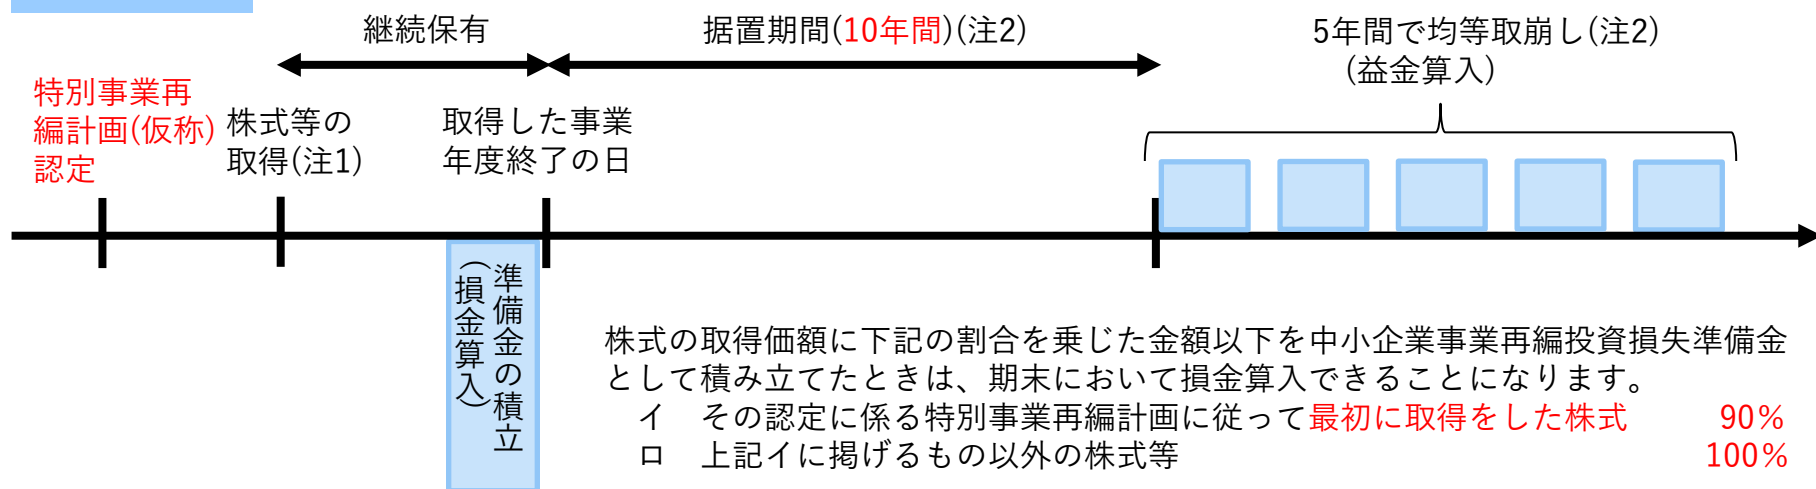 継続保有
据置期間(10年間)(注2)
5年間で均等取崩し(注2)
(益金算入)
特別事業再
編計画(仮称)
認定
株式等の
取得(注1)
取得した事業
年度終了の日
準備金の積立
(損金算入)
株式の取得価額に下記の割合を乗じた金額以下を中小企業事業再編投資損失準備金
として積み立てたときは、期末において損金算入できることになります。
イ　その認定に係る特別事業再編計画に従って最初に取得をした株式　90%
ロ　上記イに掲げるもの以外の株式等　100%